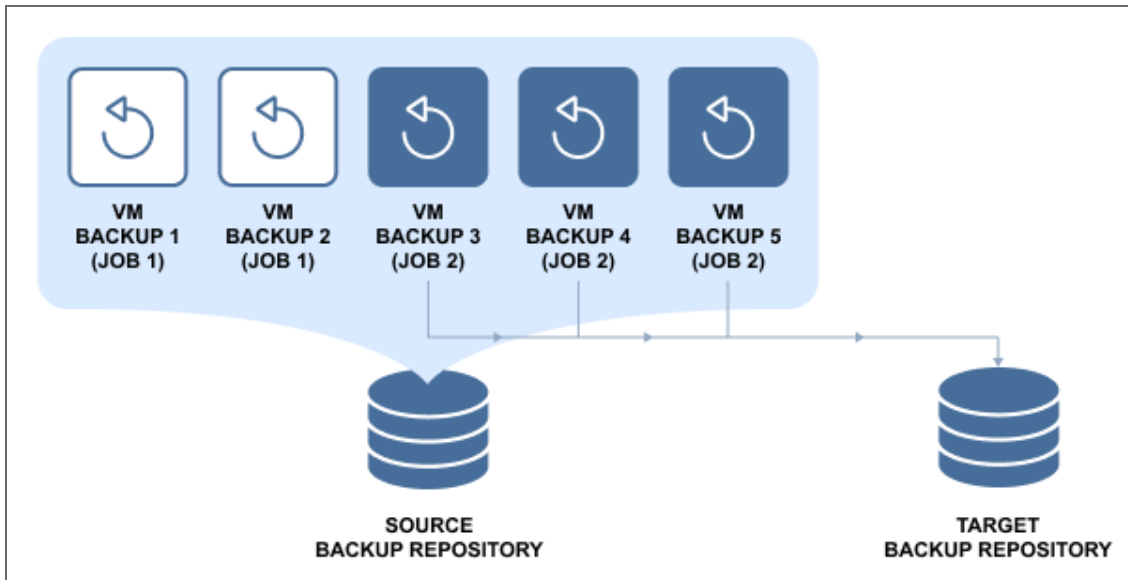 VM
BACKUP 1
(JOB 1)
VM
BACKUP 2
(JOB 1)
VM
BACKUP 3
(JOB 2)
VM
BACKUP 4
(JOB 2)
VM
BACKUP 5
(JOB 2)
SOURCE
BACKUP REPOSITORY
TARGET
BACKUP REPOSITORY